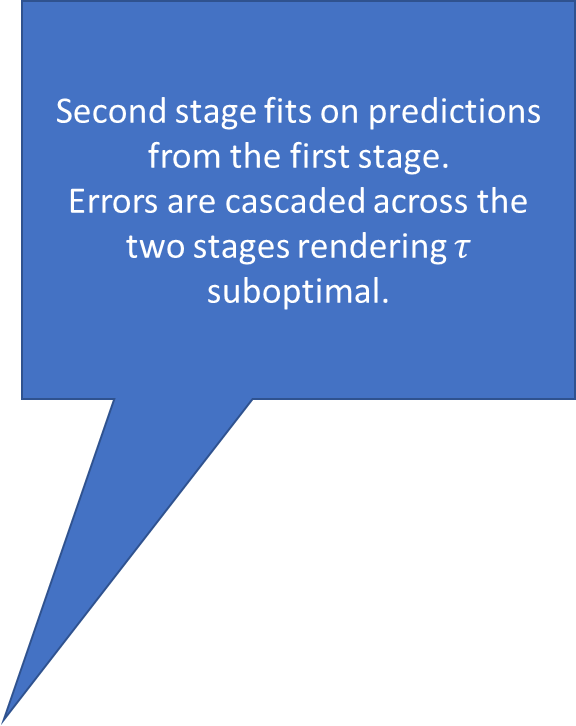 Second stage fits on predictions
from the first stage.
Errors are cascaded across the
two stages rendering τ
suboptimal.